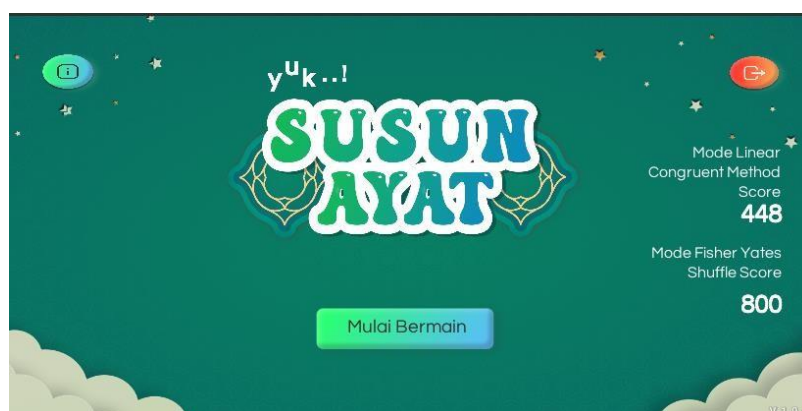 yuk..!
SUSUN
AYAT
Mode Linear
Congruent Method
Score
448
Mode Fisher Yates
Shuffle Score
800
Mulai Bermain